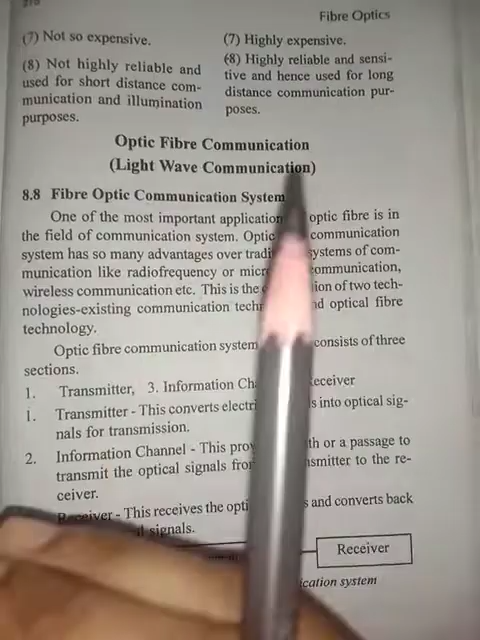 Fibre Optics
(7) Not so expensive.
(8) Not highly reliable and
used for short distance com-
munication and illumination
purposes.
(7) Highly expensive.
(8) Highly reliable and sensi-
tive and hence used for long
distance communication pur-
poses.
Optic Fibre Communication
(Light Wave Communication)
8.8 Fibre Optic Communication System
One of the most important application optic fibre is in
the field of communication system. Optic communication
system has so many advantages over systems of com-
munication like radiofrequency or
wireless communication etc. This is the of two tech-
nologies-existing communication optical fibre
technology.
Optic fibre communication system consists of three
sections.
1. Transmitter, 3. Information Receiver
1. Transmitter - This converts into optical sig-
nals for transmission.
2. Information Channel - This or a passage to
transmit the optical signals to the re-
ceiver.
Receiver - This receives the and converts back
signals.
Receiver
system